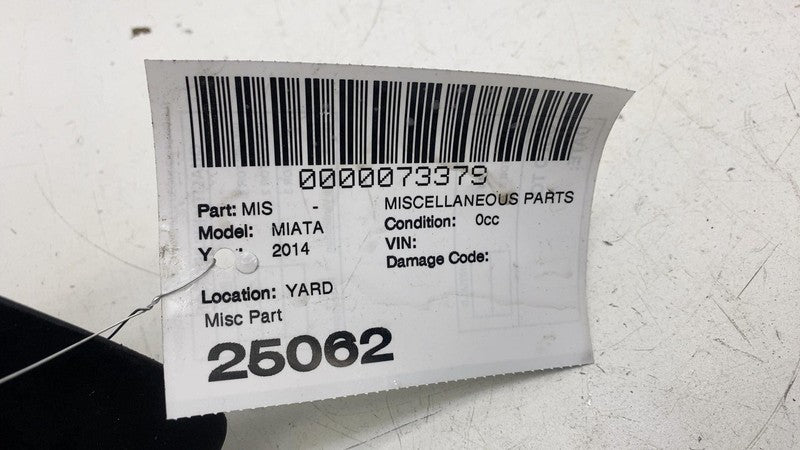 0000073379
Part: MIS - MISCELLANEOUS PARTS
Model: MIATA Condition: 0cc
2014 VIN:
Damage Code:
Location: YARD
Misc Part
25062